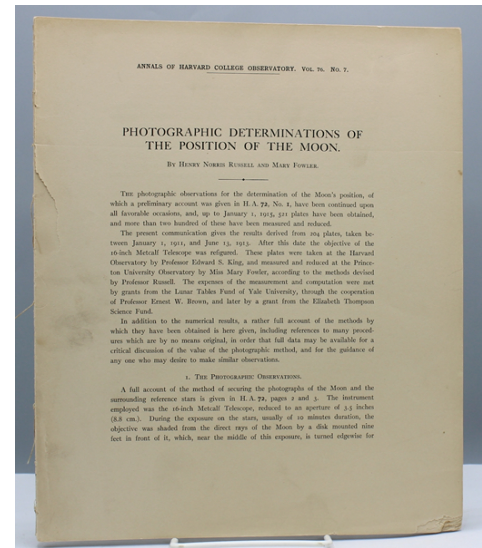 ANNALS OF HARVARD COLLEGE OBSERVATORY. VOL. 76. NO. 7.
PHOTOGRAPHIC DETERMINATIONS OF
THE POSITION OF THE MOON.
BY HENRY NORRIS RUSSELL AND MARY FOWLER.
THE photographic observations for the determination of the Moon's position, of
which a preliminary account was given in H. A. 72, No. 1, have been continued upon
all favorable occasions, and, up to January 1, 1915, 521 plates have been obtained,
and more than two hundred of these have been measured and reduced.
The present communication gives the results derived from 204 plates, taken be-
tween January 1, 1911, and June 13, 1913. After this date the objective of the
16-inch Metcalf Telescope was refigured. These plates were taken at the Harvard
Observatory by Professor Edward S. King, and measured and reduced at the Prince-
ton University Observatory by Miss Mary Fowler, according to the methods devised
by Professor Russell. The expenses of the measurement and computation were met
by grants from the Lunar Tables Fund of Yale University, through the cooperation
of Professor Ernest W. Brown, and later by a grant from the Elizabeth Thompson
Science Fund.
In addition to the numerical results, a rather full account of the methods by
which they have been obtained is here given, including references to many proced-
ures which are by no means original, in order that full data may be available for a
critical discussion of the value of the photographic method, and for the guidance of
any one who may desire to make similar observations.
1. THE PHOTOGRAPHIC OBSERVATIONS.
A full account of the method of securing the photographs of the Moon and the
surrounding reference stars is given in H. A. 72, pages 2 and 3. The instrument
employed was the 16-inch Metcalf Telescope, reduced to an aperture of 3.5 inches
(8.8 cm.). During the exposure on the stars, usually of 10 minutes duration, the
objective was shaded from the direct rays of the Moon by a disk mounted nine
feet in front of it, which, near the middle of this exposure, is turned edgewise for